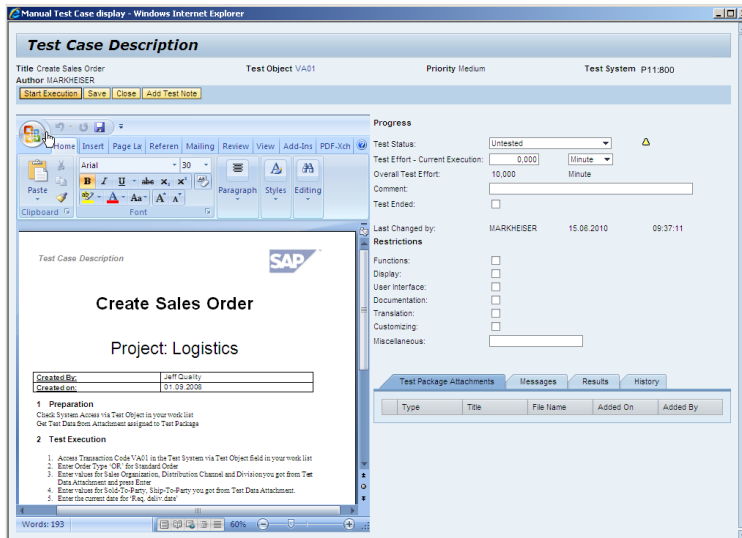 Manual Test Case display - Windows Internet Explorer
Test Case Description
Title Create Sales Order
Test Object VA01
Priority Medium
Test System P11:800
Author MARKHEISER
Start Execution Save Close Add Test Note
Home Insert Page La Referen Mailing Review View Add-Ins PDF-Xch
Arial 30
B I U abc x, x²
Aa A A
Paste
Paragraph Styles Editing
Clipboard Font
Test Case Description
SAP
Create Sales Order
Project: Logistics
Created By: Jeff Quality
Created on: 01.09.2008
1 Preparation
Check System Access via Test Object in your work list
Get Test Data from Attachment assigned to Test Package
2 Test Execution
1. Access Transaction Code VA01 in the Test System via Test Object field in your work list
2. Enter Order Type 'OR' for Standard Order
3. Enter values for Sales Organization, Distribution Channel and Division you got from Test
Data Attachment and press Enter
4. Enter values for Sold-To-Party, Ship-To-Party you got from Test Data Attachment.
5. Enter the current date for 'Req. deliv. date'
Words: 193
60%
Progress
Test Status: Untested
Test Effort - Current Execution: 0,000 Minute
Overall Test Effort: 10,000 Minute
Comment:
Test Ended:
Last Changed by: MARKHEISER 15.06.2010 09:37:11
Restrictions
Functions:
Display:
User Interface:
Documentation:
Translation:
Customizing:
Miscellaneous:
Test Package Attachments Messages Results History
Type Title File Name Added On Added By